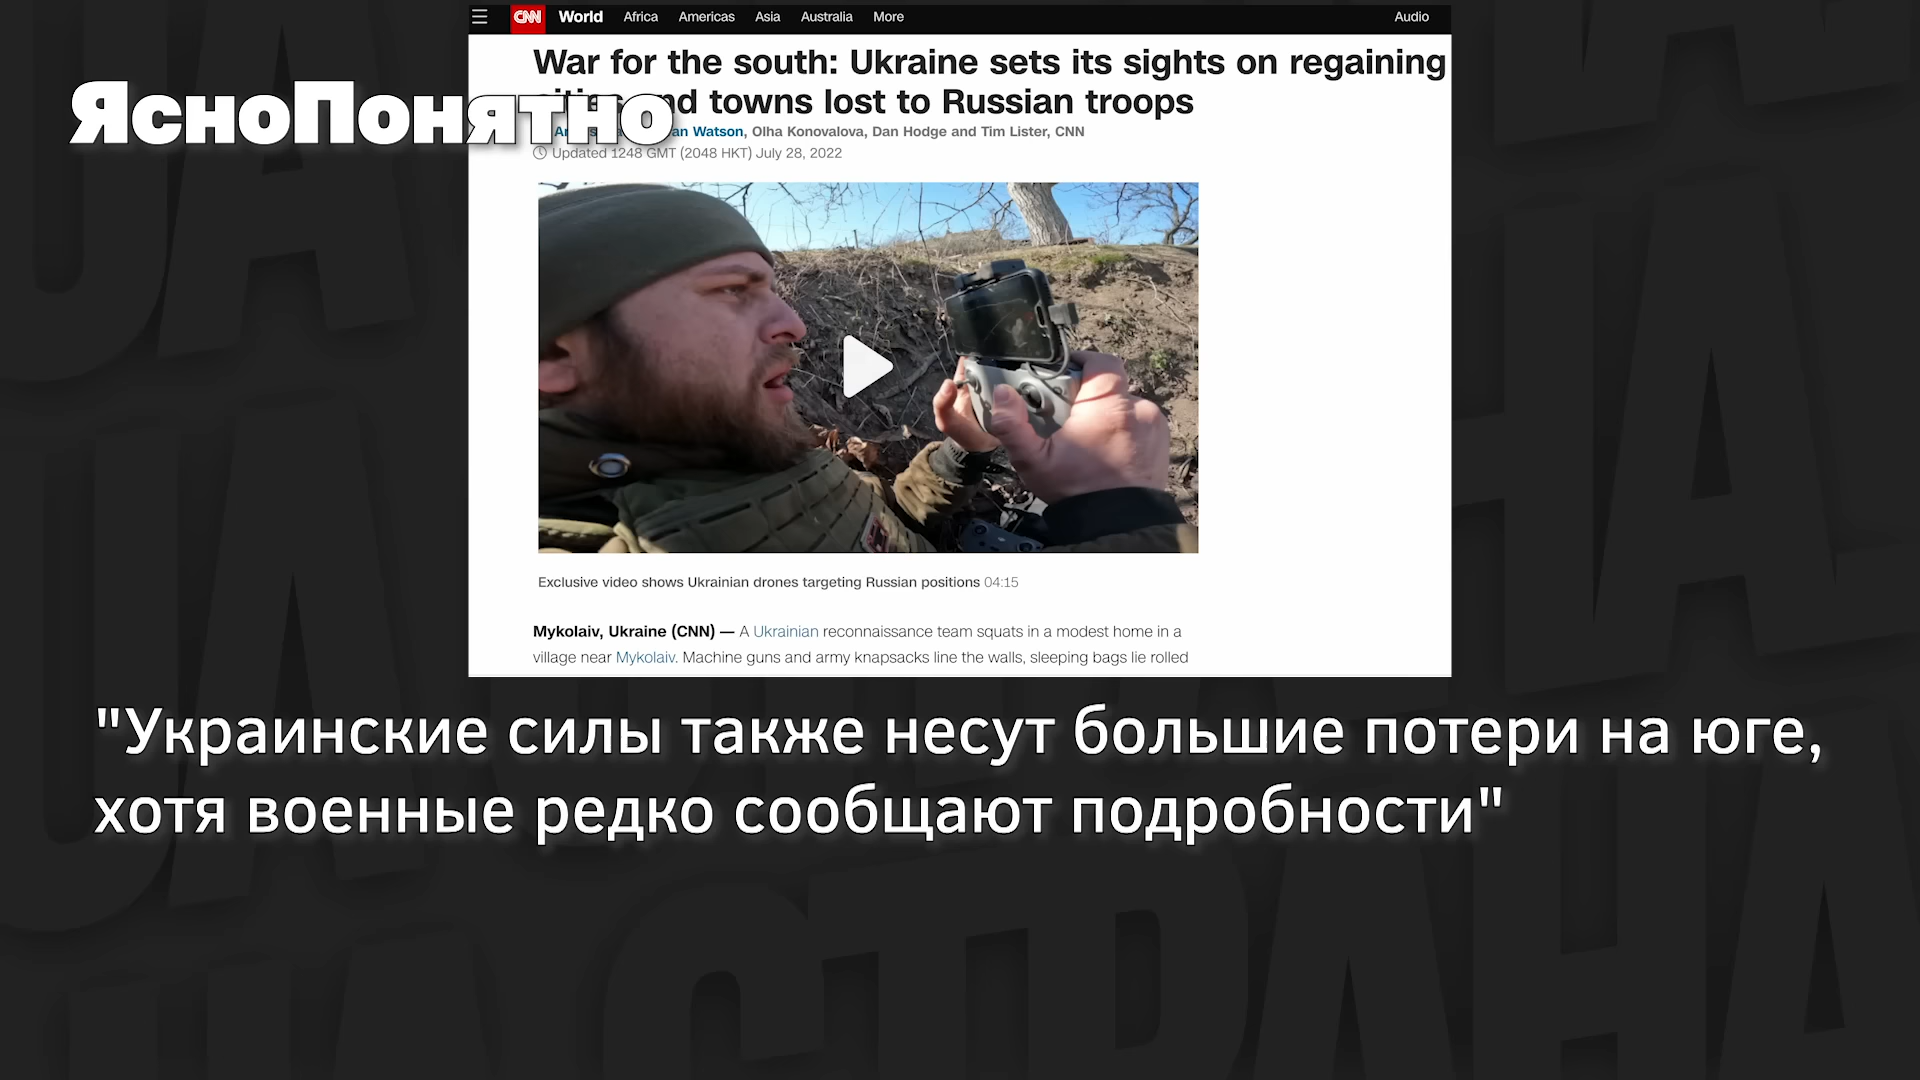 CNN World Africa Americas Asia Australia More Audio
War for the south: Ukraine sets its sights on regaining
and towns lost to Russian troops
ЯсноПонятно
Watson, Olha Konovalova, Dan Hodge and Tim Lister, CNN
Updated 1248 GMT (2048 HKT) July 28, 2022
Exclusive video shows Ukrainian drones targeting Russian positions 04:15
Mykolaiv, Ukraine (CNN) — A Ukrainian reconnaissance team squats in a modest home in a
village near Mykolaiv. Machine guns and army knapsacks line the walls, sleeping bags lie rolled
"Украинские силы также несут большие потери на юге,
хотя военные редко сообщают подробности"
СТРАНА